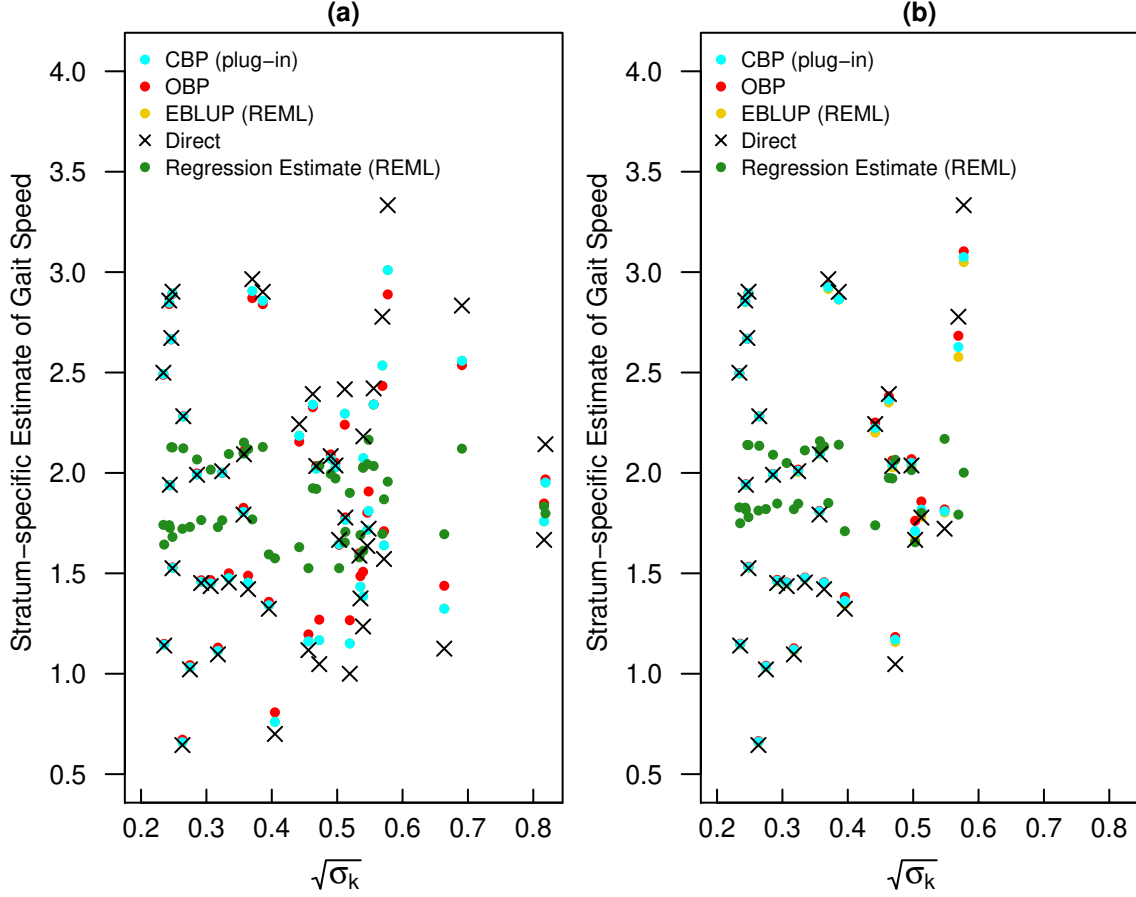 (a)
CBP (plug−in)
OBP
EBLUP (REML)
Direct
Regression Estimate (REML)
Stratum−specific Estimate of Gait Speed
4.0
3.5
3.0
2.5
2.0
1.5
1.0
0.5
0.2 0.3 0.4 0.5 0.6 0.7 0.8
√σk
(b)
CBP (plug−in)
OBP
EBLUP (REML)
Direct
Regression Estimate (REML)
Stratum−specific Estimate of Gait Speed
4.0
3.5
3.0
2.5
2.0
1.5
1.0
0.5
0.2 0.3 0.4 0.5 0.6 0.7 0.8
√σk